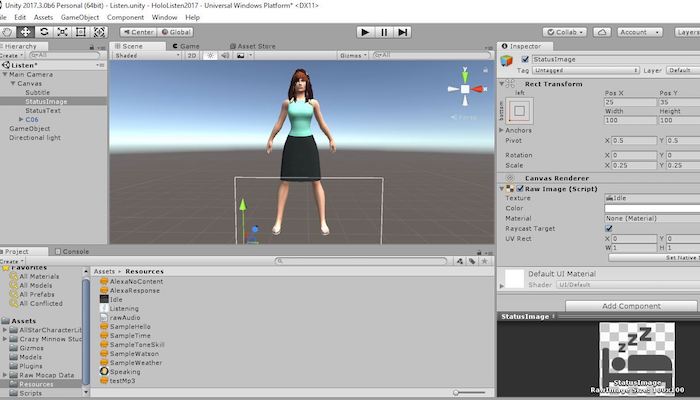 Unity 2017.3.0b6 Personal (64bit) - Listen.unity - HoloListen2017 - Universal Windows Platform* <DX11>
File Edit Assets GameObject Component Window Help
Center Global Collab Account Layers
Hierarchy
Create All
Listen*
Main Camera
Canvas
Subtitle
StatusImage
StatusText
C06
GameObject
Directional light
Scene Game Asset Store
Shaded 2D Gizmos All
y
x
Persp
Inspector
StatusImage
Tag Untagged Layer Default
Rect Transform
left Pos X Pos Y
25 35
bottom Width Height
100 100
Anchors
Pivot X 0.5 Y 0.5
Rotation X 0 Y 0
Scale X 0.25 Y 0.25
Canvas Renderer
Raw Image (Script)
Texture Idle
Color
Material None (Material)
Raycast Target
UV Rect X 0 Y 0
W 1 H 1
Set Native
Default UI Material
Shader UI/Default
Add Component
StatusImage
zzz
StatusImage
RawImage Size: 100x100
Project Console
Create
Favorites
All Materials
All Models
All Prefabs
All Conflicted
Assets
AllStarCharacterLib
Crazy Minnow Stud
Gizmos
Models
Plugins
Raw Mocap Data
Resources
Scripts
Assets Resources
AlexaNoContent
AlexaResponse
Idle
Listening
rawAudio
SampleHello
SampleTime
SampleToneSkill
SampleWatson
SampleWeather
Speaking
testMp3